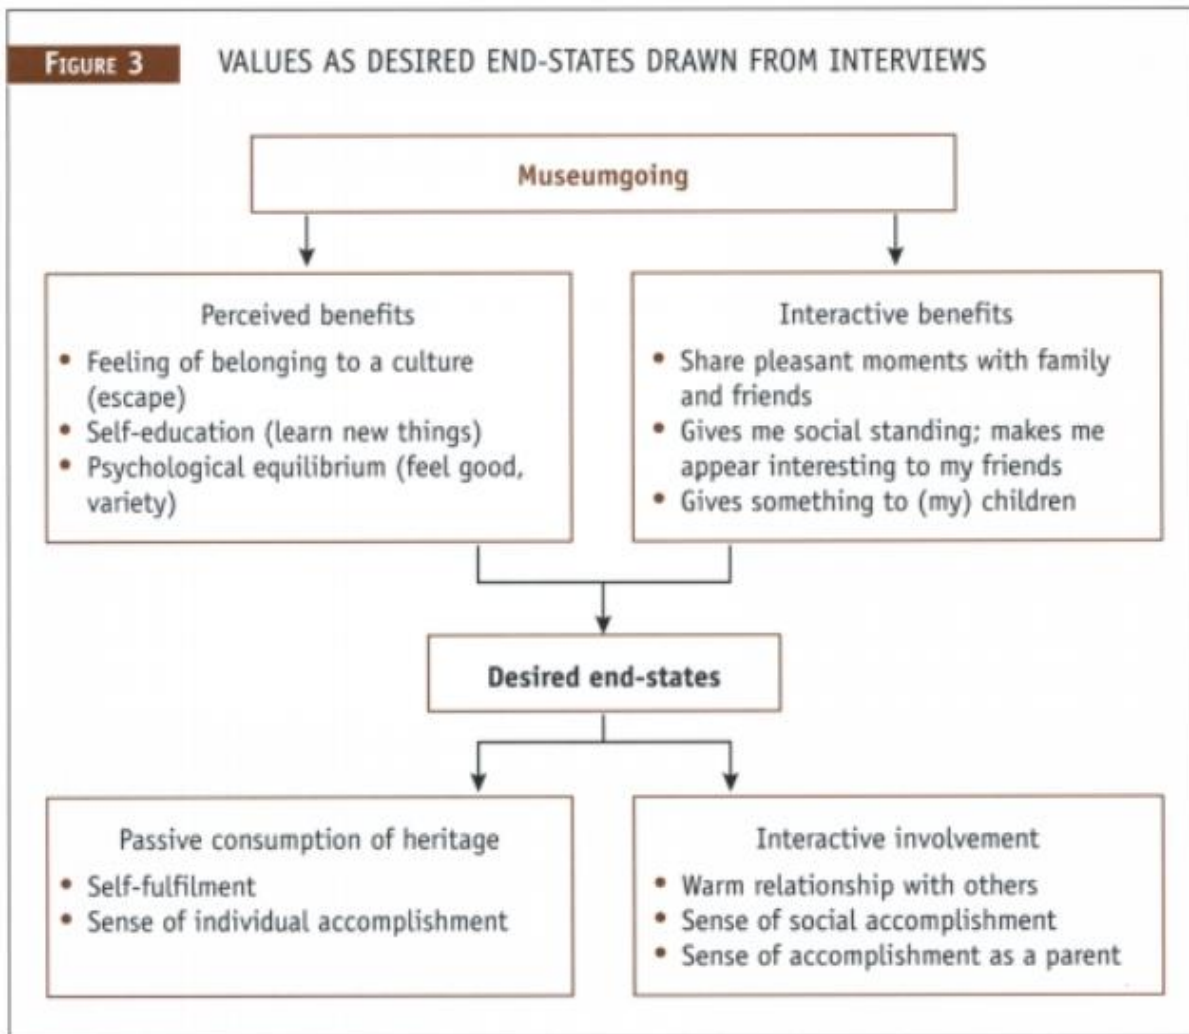 FIGURE 3 VALUES AS DESIRED END-STATES DRAWN FROM INTERVIEWS
Museumgoing
Perceived benefits
• Feeling of belonging to a culture
(escape)
• Self-education (learn new things)
• Psychological equilibrium (feel good,
variety)
Interactive benefits
• Share pleasant moments with family
and friends
• Gives me social standing; makes me
appear interesting to my friends
• Gives something to (my) children
Desired end-states
Passive consumption of heritage
• Self-fulfilment
• Sense of individual accomplishment
Interactive involvement
• Warm relationship with others
• Sense of social accomplishment
• Sense of accomplishment as a parent